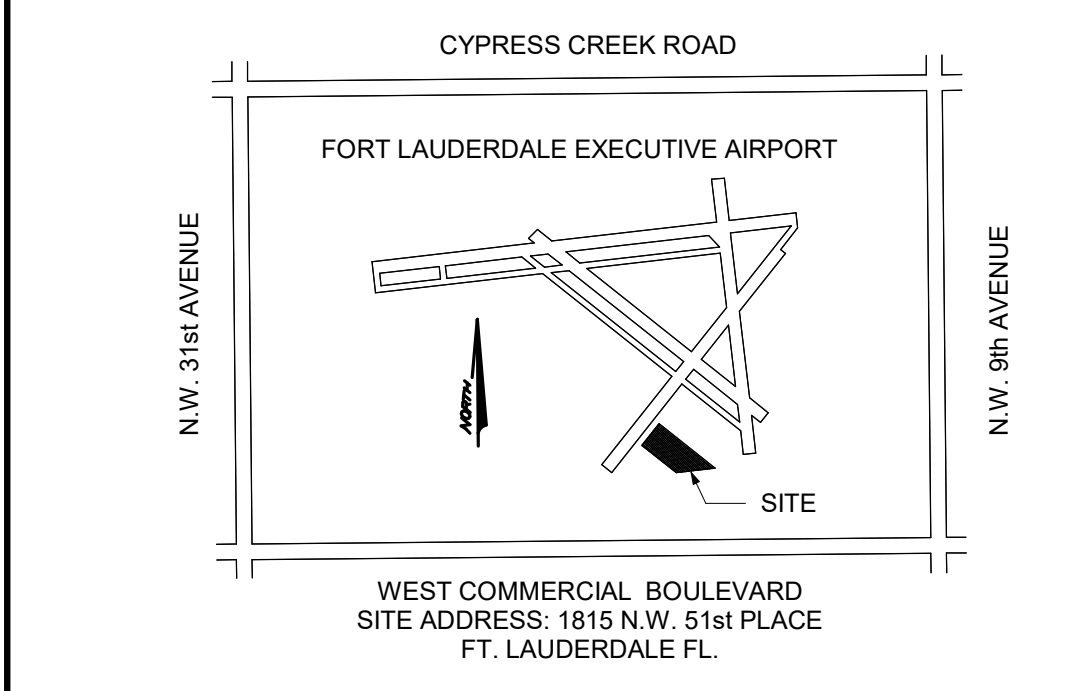 CYPRESS CREEK ROAD
FORT LAUDERDALE EXECUTIVE AIRPORT
N.W. 31st AVENUE
N.W. 9th AVENUE
NORTH
SITE
WEST COMMERCIAL BOULEVARD
SITE ADDRESS: 1815 N.W. 51st PLACE
FT. LAUDERDALE FL.